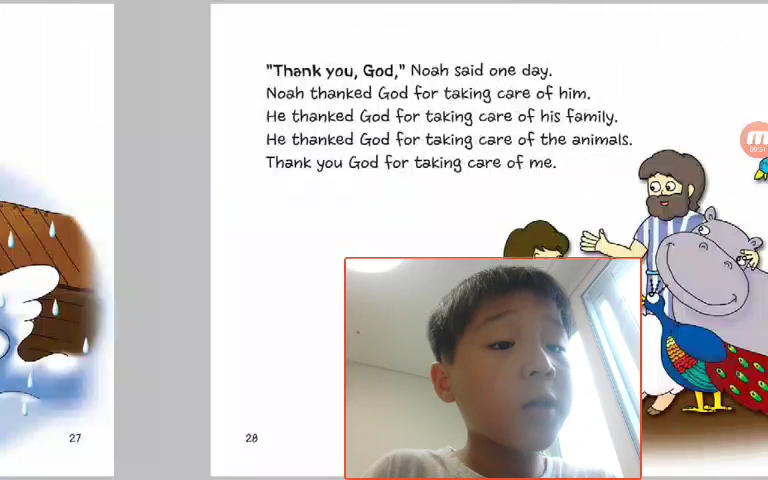 "Thank you, God," Noah said one day.
Noah thanked God for taking care of him.
He thanked God for taking care of his family.
He thanked God for taking care of the animals.
Thank you God for taking care of me.
27
28
09:51